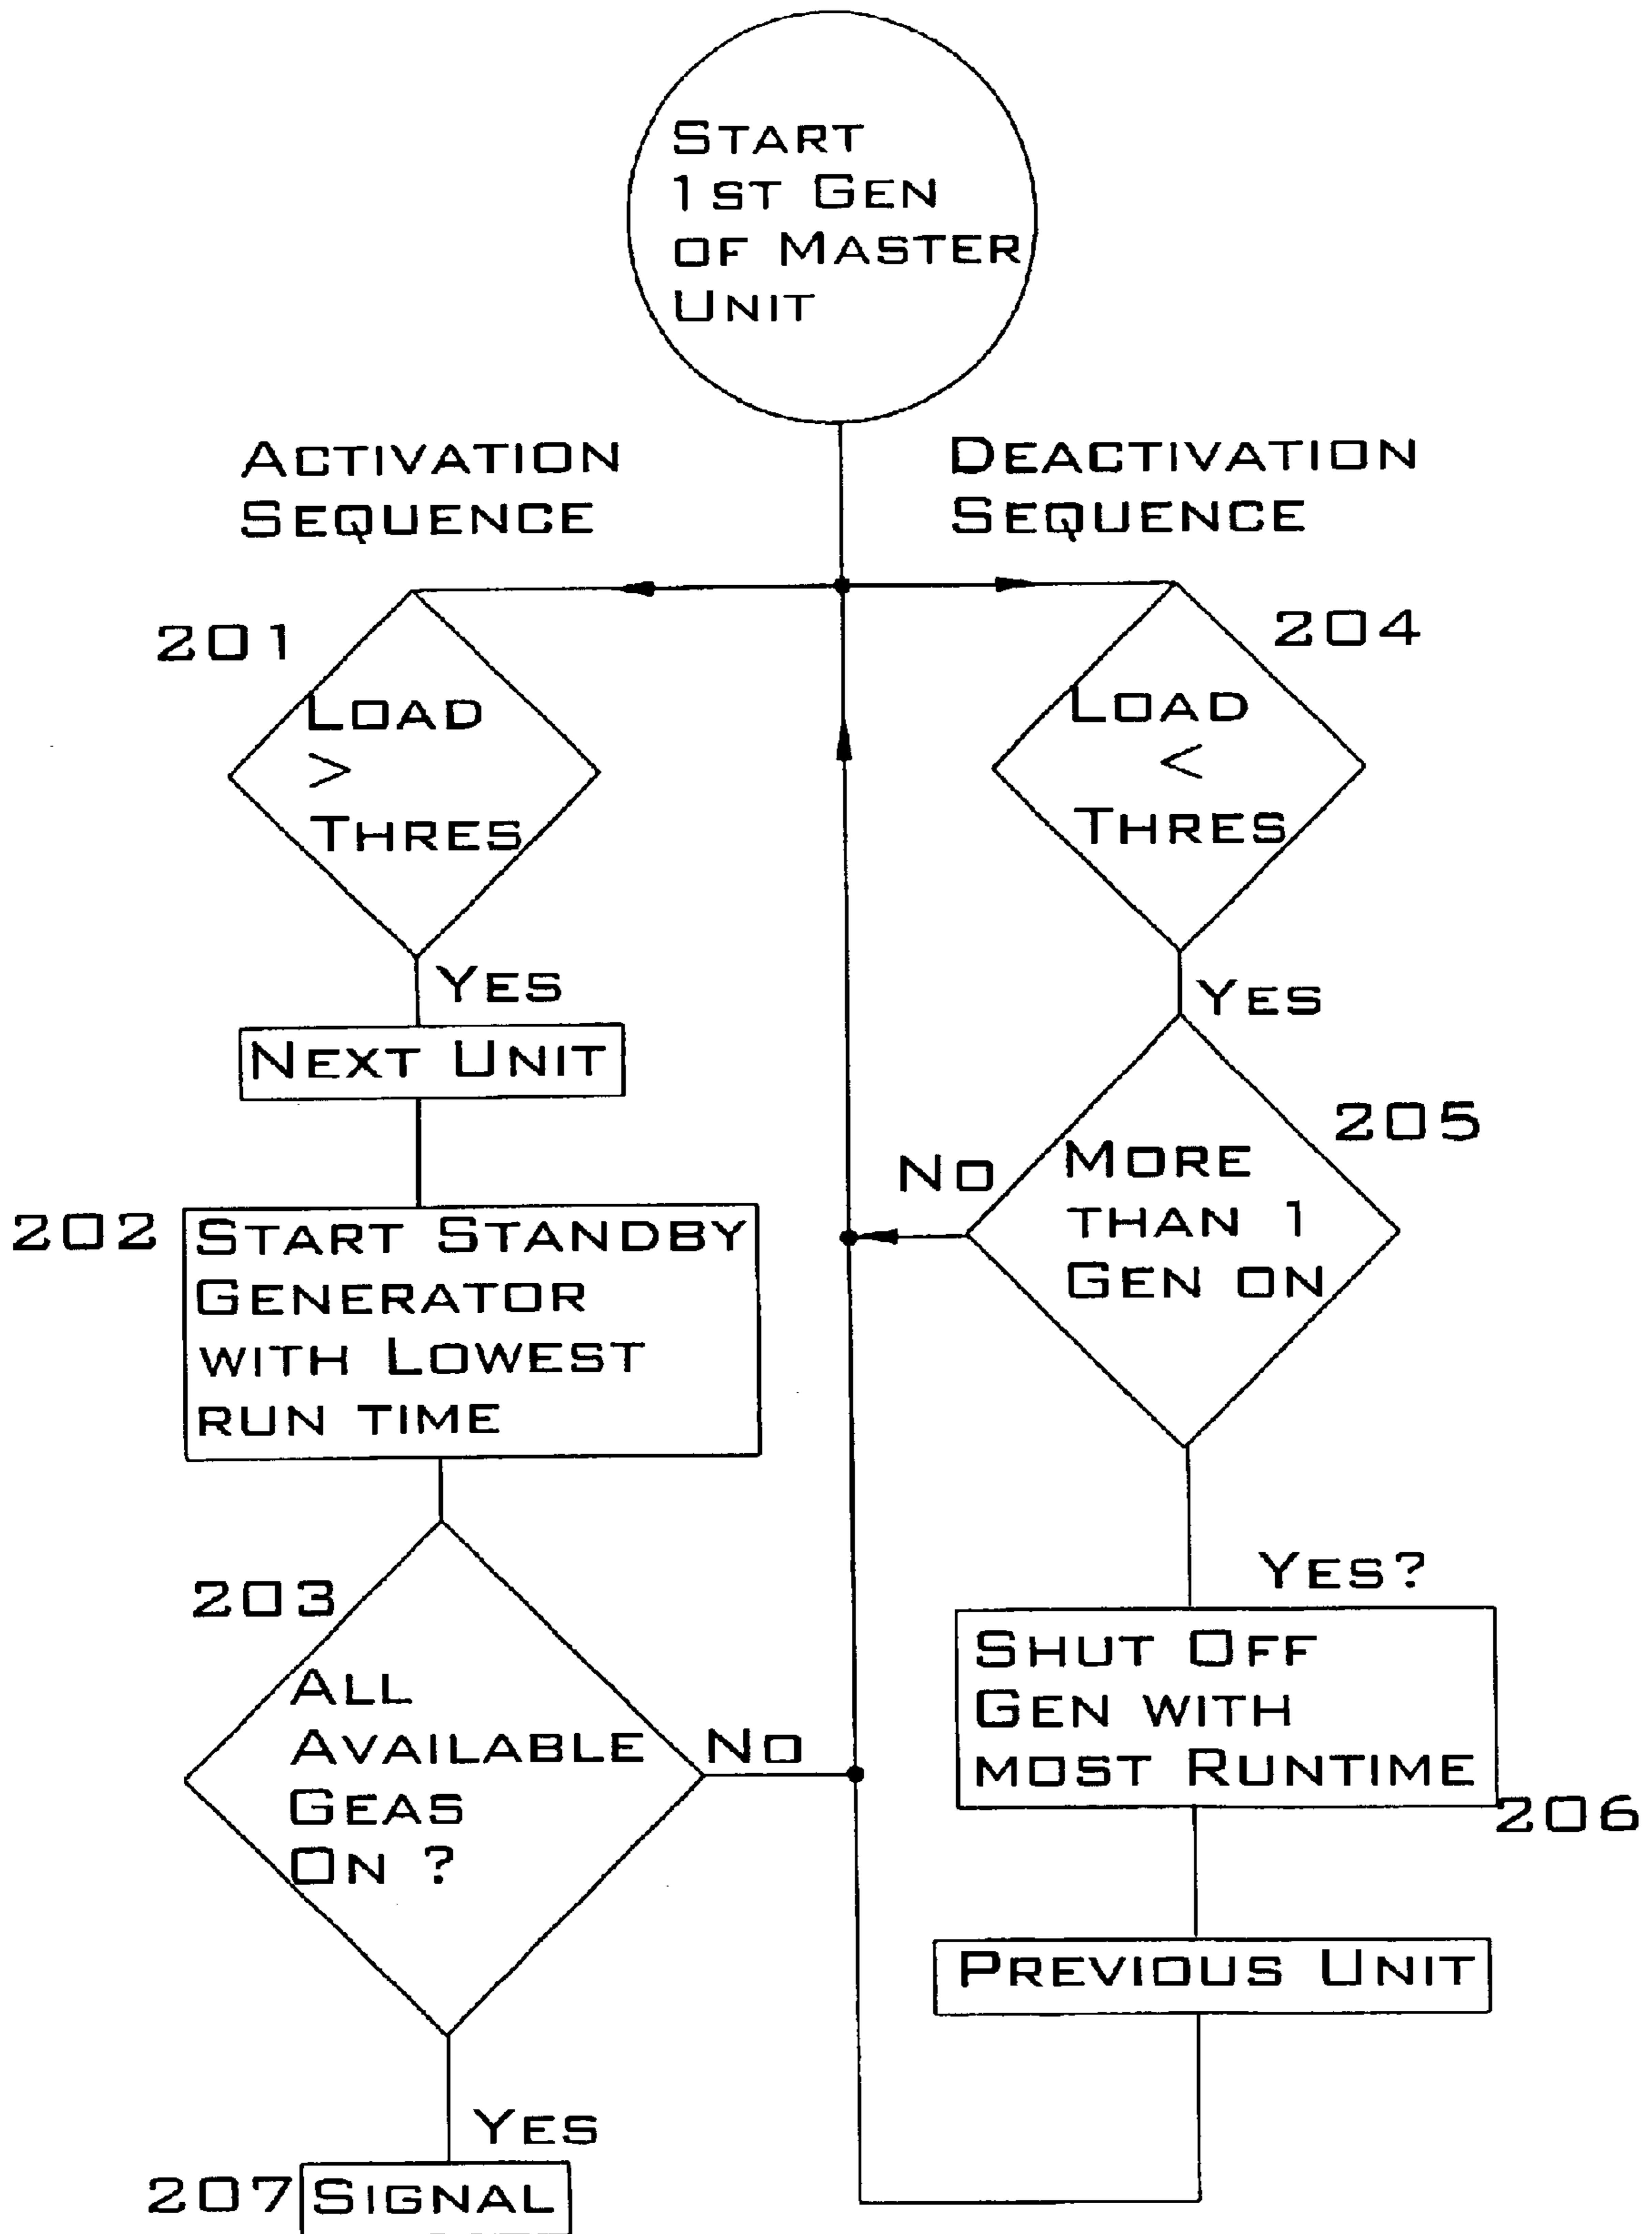 START
1ST GEN
OF MASTER
UNIT
ACTIVATION
SEQUENCE
DEACTIVATION
SEQUENCE
201
LOAD
>
THRES
YES
NEXT UNIT
202
START STANDBY
GENERATOR
WITH LOWEST
RUN TIME
203
ALL
AVAILABLE
GEAS
ON ?
NO
YES
207
SIGNAL
204
LOAD
<
THRES
YES
205
MORE
THAN 1
GEN ON
NO
YES?
SHUT OFF
GEN WITH
MOST RUNTIME
206
PREVIOUS UNIT